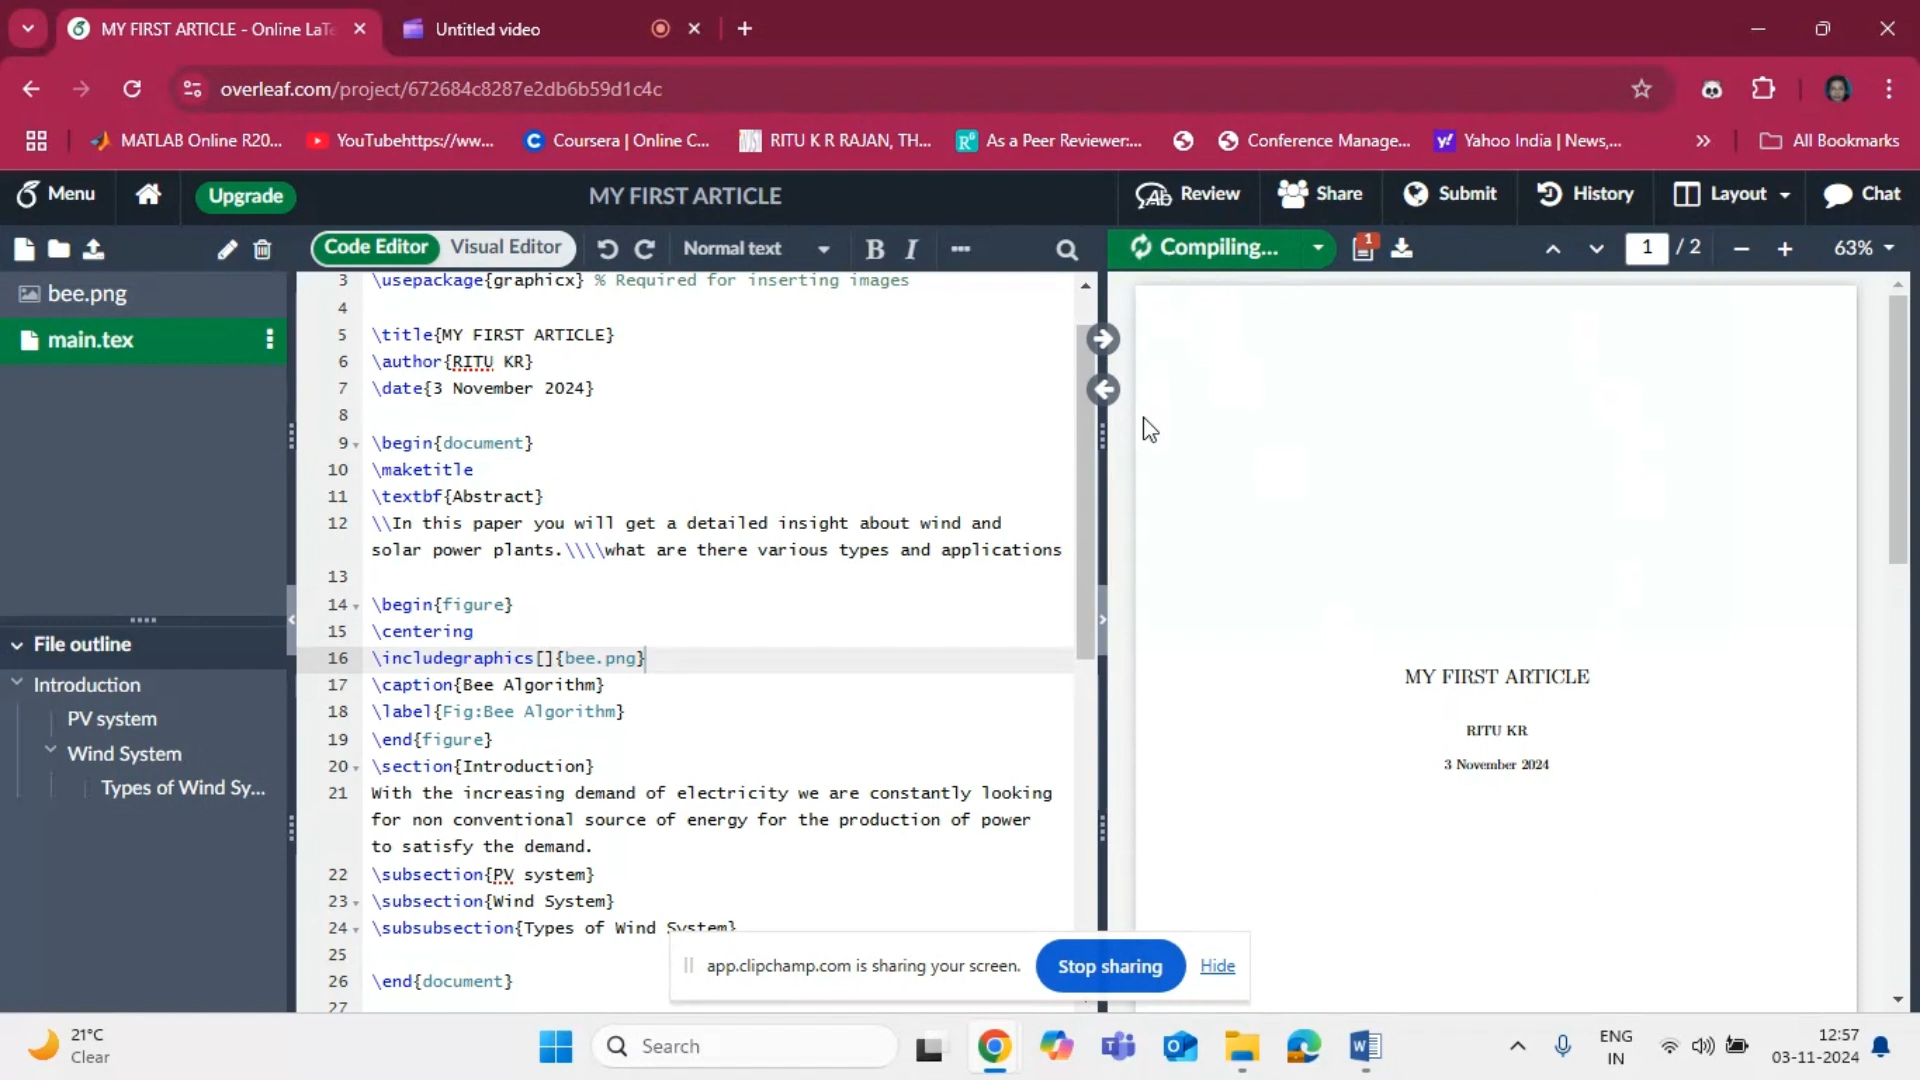 MY FIRST ARTICLE - Online LaTe
Untitled video
overleaf.com/project/672684c8287e2db6b59d1c4c
MATLAB Online R20...
YouTubehttps://ww...
Coursera | Online C...
RITU K R RAJAN, TH...
As a Peer Reviewer:...
Conference Manage...
Yahoo India | News,...
All Bookmarks
Menu
Upgrade
MY FIRST ARTICLE
Review
Share
Submit
History
Layout
Chat
Code Editor
Visual Editor
Normal text
B I
Compiling...
1
1 / 2
63%
bee.png
main.tex
File outline
Introduction
PV system
Wind System
Types of Wind Sy...
3 \usepackage{graphicx} % Required for inserting images
4
5 \title{MY FIRST ARTICLE}
6 \author{RITU KR}
7 \date{3 November 2024}
8
9 \begin{document}
10 \maketitle
11 \textbf{Abstract}
12 \\In this paper you will get a detailed insight about wind and
solar power plants.\\\\what are there various types and applications
13
14 \begin{figure}
15 \centering
16 \includegraphics[]{bee.png}
17 \caption{Bee Algorithm}
18 \label{Fig:Bee Algorithm}
19 \end{figure}
20 \section{Introduction}
21 With the increasing demand of electricity we are constantly looking
for non conventional source of energy for the production of power
to satisfy the demand.
22 \subsection{PV system}
23 \subsection{Wind System}
24 \subsubsection{Types of Wind System}
25
26 \end{document}
27
MY FIRST ARTICLE
RITU KR
3 November 2024
app.clipchamp.com is sharing your screen.
Stop sharing
Hide
21°C
Clear
Search
ENG
IN
12:57
03-11-2024